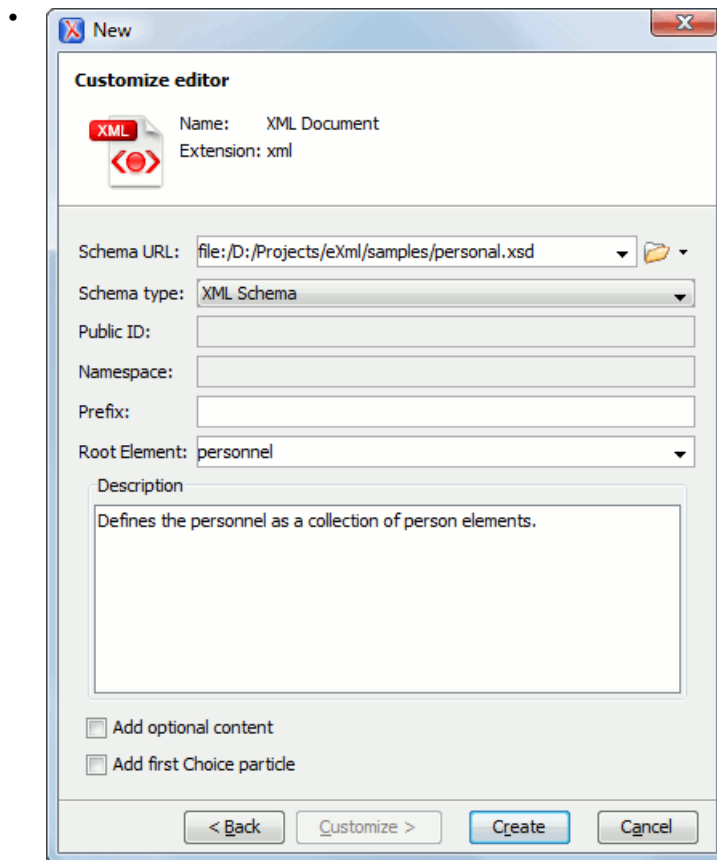 New
Customize editor
XML
Name: XML Document
Extension: xml
Schema URL: file:/D:/Projects/eXml/samples/personal.xsd
Schema type: XML Schema
Public ID:
Namespace:
Prefix:
Root Element: personnel
Description
Defines the personnel as a collection of person elements.
Add optional content
Add first Choice particle
< Back Customize > Create Cancel